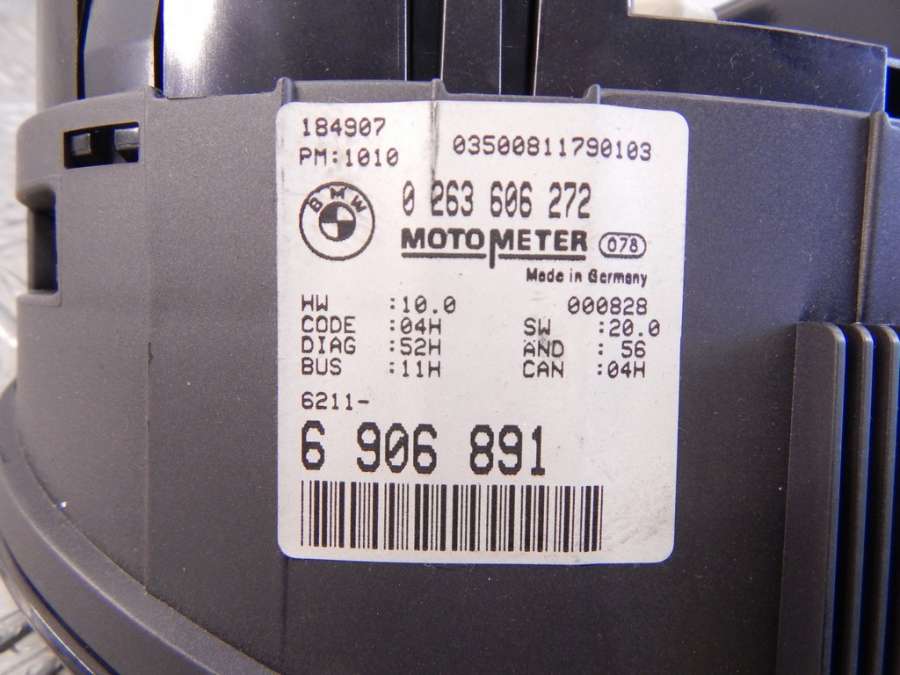 184907
PM:1010 03500811790103
BMW 0 263 606 272
MOTOMETER 078
Made in Germany
HW :10.0 000828
CODE :04H SW :20.0
DIAG :52H AND : 56
BUS :11H CAN :04H
6211-
6 906 891